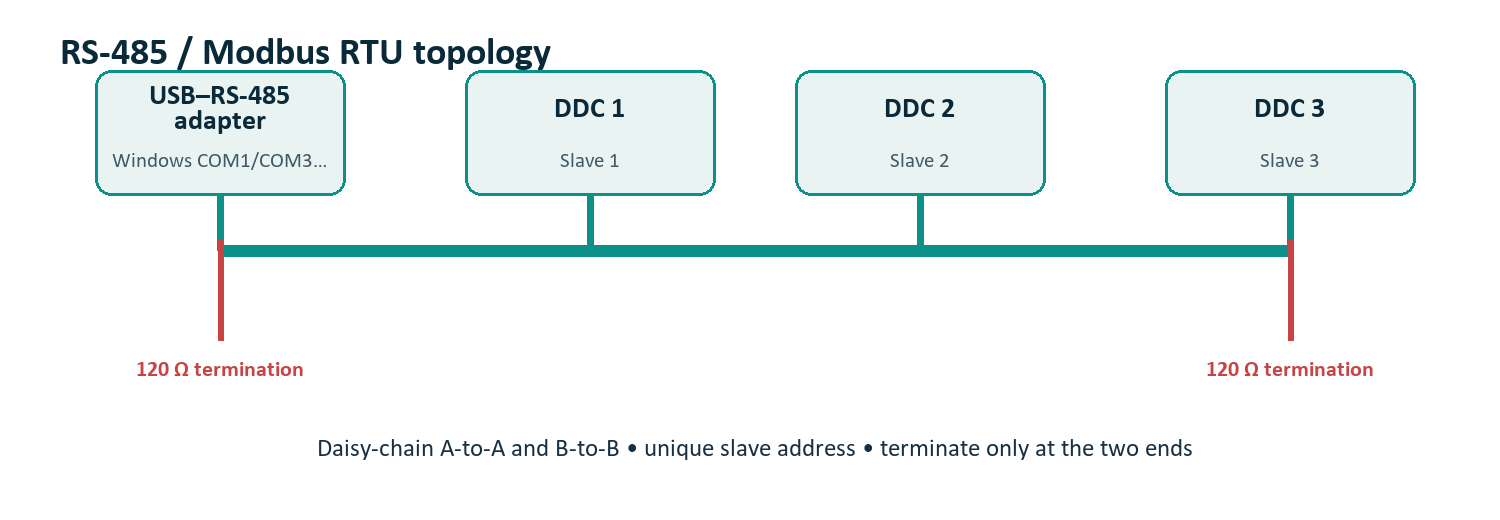 RS-485 / Modbus RTU topology
USB–RS-485
adapter
Windows COM1/COM3...
DDC 1
Slave 1
DDC 2
Slave 2
DDC 3
Slave 3
120 Ω termination
120 Ω termination
Daisy-chain A-to-A and B-to-B • unique slave address • terminate only at the two ends